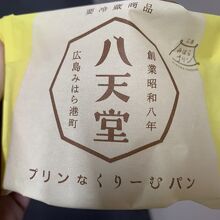 要冷蔵商品
創業昭和八年
八天堂
広島みはら港町
プリンなくりーむパン